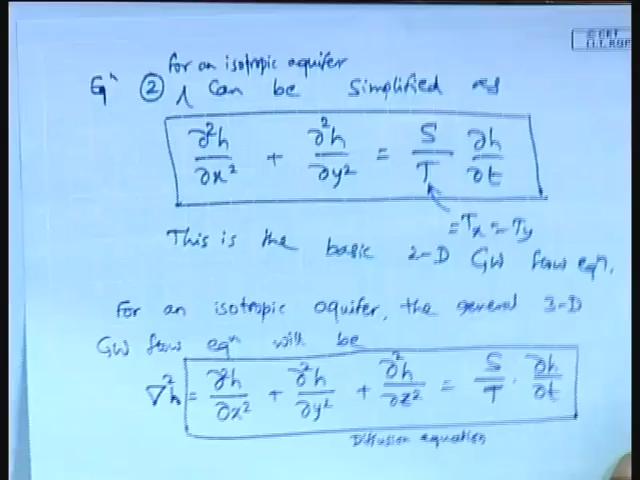 © CET
I.I.T. KGP
for an isotropic aquifer
Eqⁿ ② ⋏ Can be simplified as
∂²h/∂x² + ∂²h/∂y² = S/T ∂h/∂t
= Tx = Ty
This is the basic 2-D GW flow eqⁿ.
For an isotropic aquifer, the general 3-D
GW flow eqⁿ will be
∇²h = ∂²h/∂x² + ∂²h/∂y² + ∂²h/∂z² = S/T · ∂h/∂t
Diffusion equation